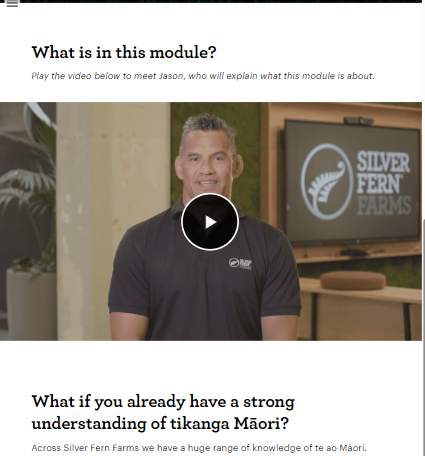 What is in this module?
Play the video below to meet Jason, who will explain what this module is about.
SILVER
FERN
FARMS
What if you already have a strong
understanding of tikanga Māori?
Across Silver Fern Farms we have a huge range of knowledge of te ao Māori.